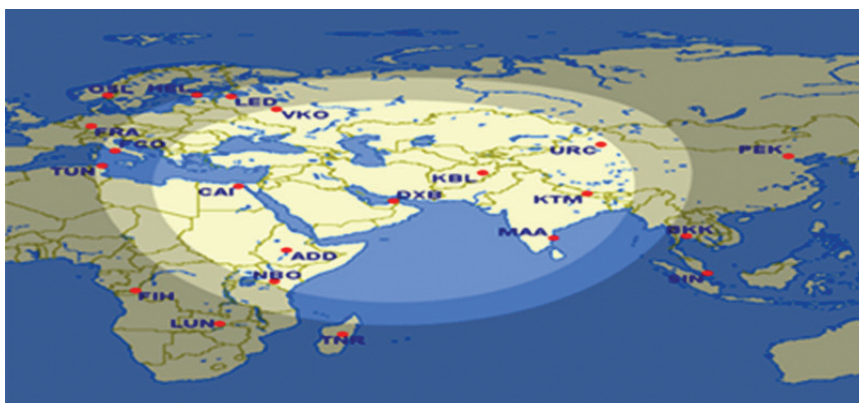 OSL
HEL
LED
VKO
FRA
FCO
TUN
URC
PEK
CAI
KBL
DXB
KTM
MAA
BKK
ADD
NBO
SIN
FIH
LUN
TNR